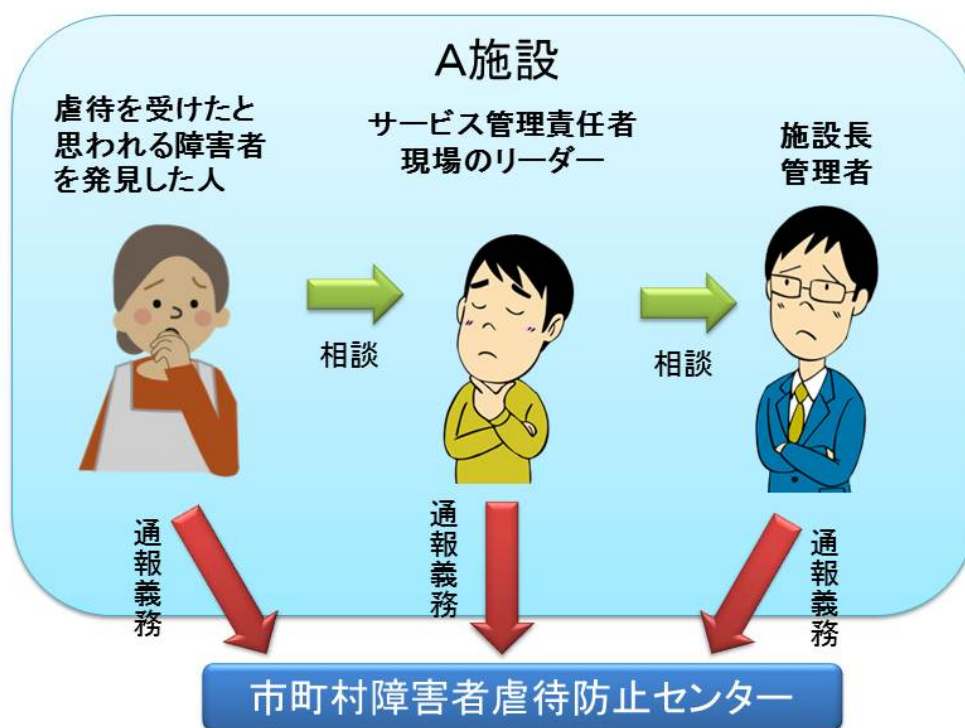 A施設
虐待を受けたと
思われる障害者
を発見した人
サービス管理責任者
現場のリーダー
施設長
管理者
相談
相談
通報義務
通報義務
通報義務
市町村障害者虐待防止センター